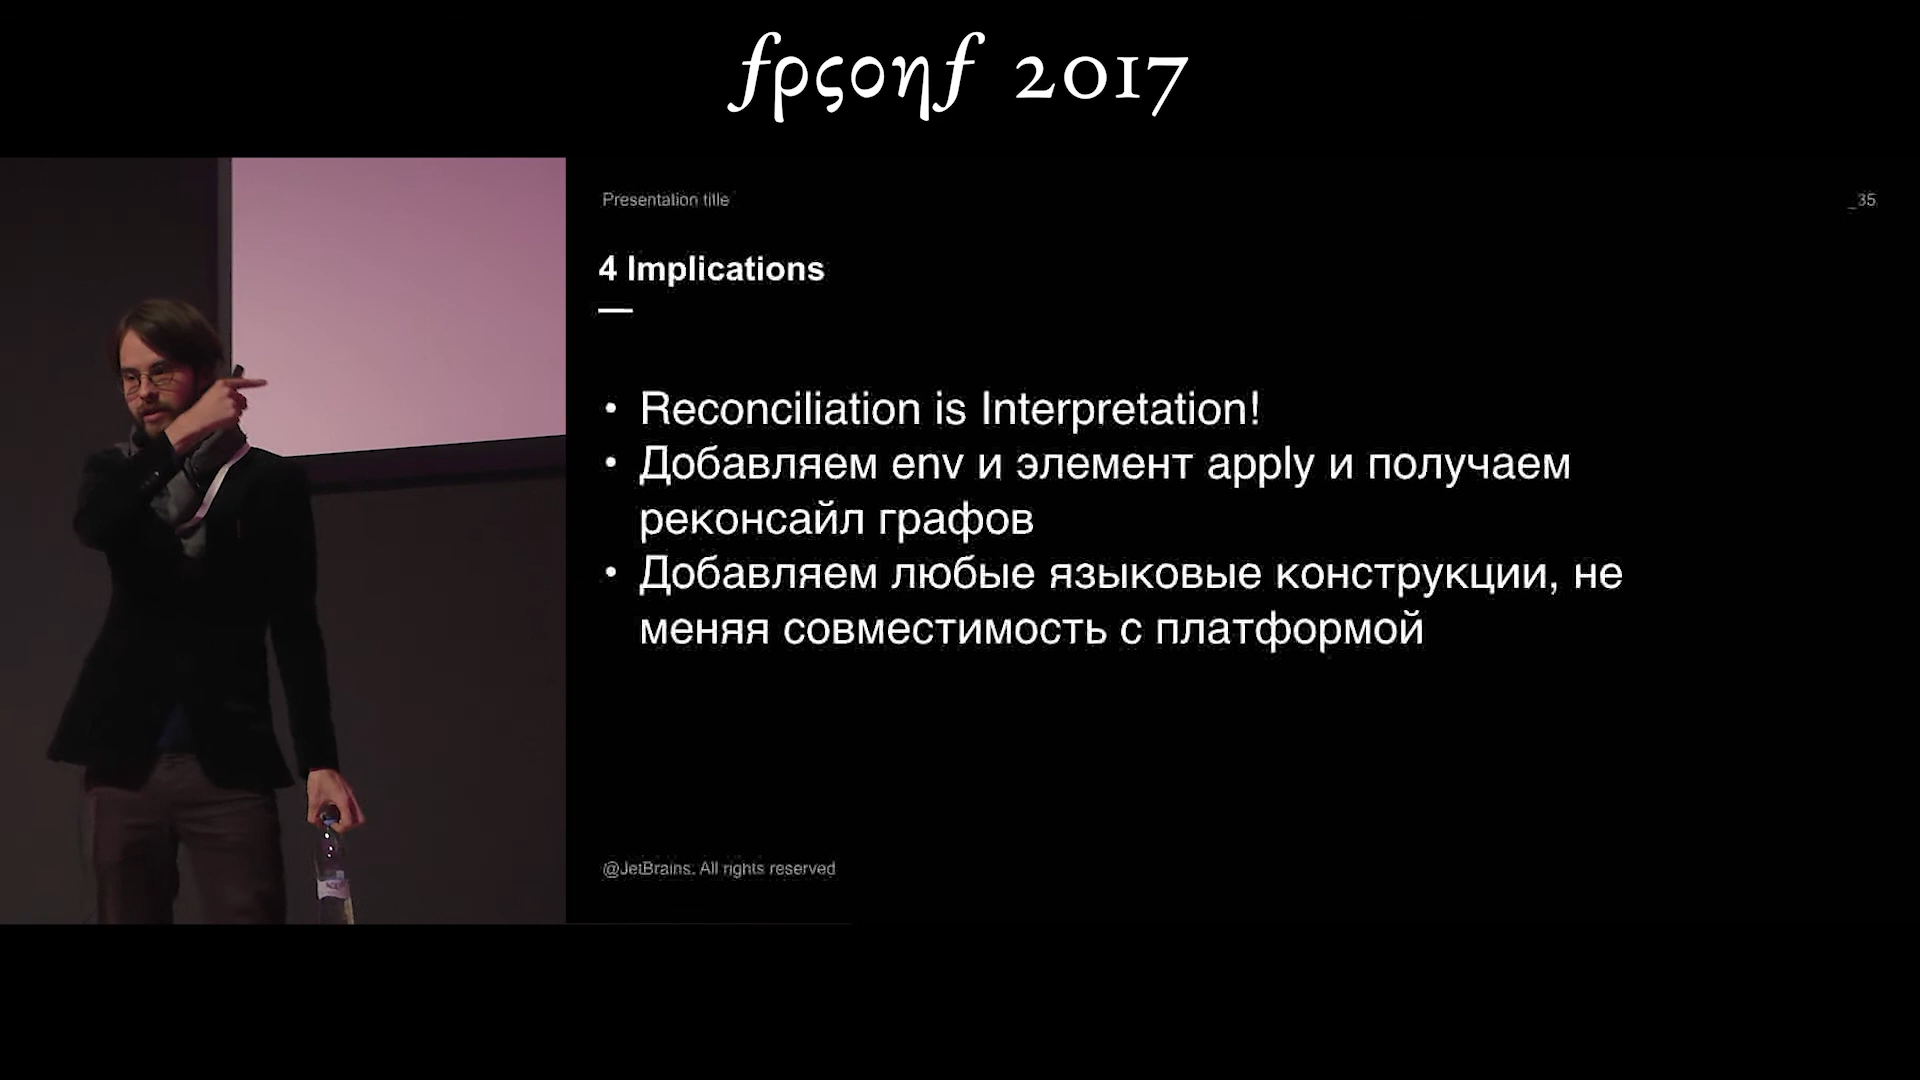 fρςοηf 2017
Presentation title
_35
4 Implications
• Reconciliation is Interpretation!
• Добавляем env и элемент apply и получаем
реконсайл графов
• Добавляем любые языковые конструкции, не
меняя совместимость с платформой
@JetBrains. All rights reserved